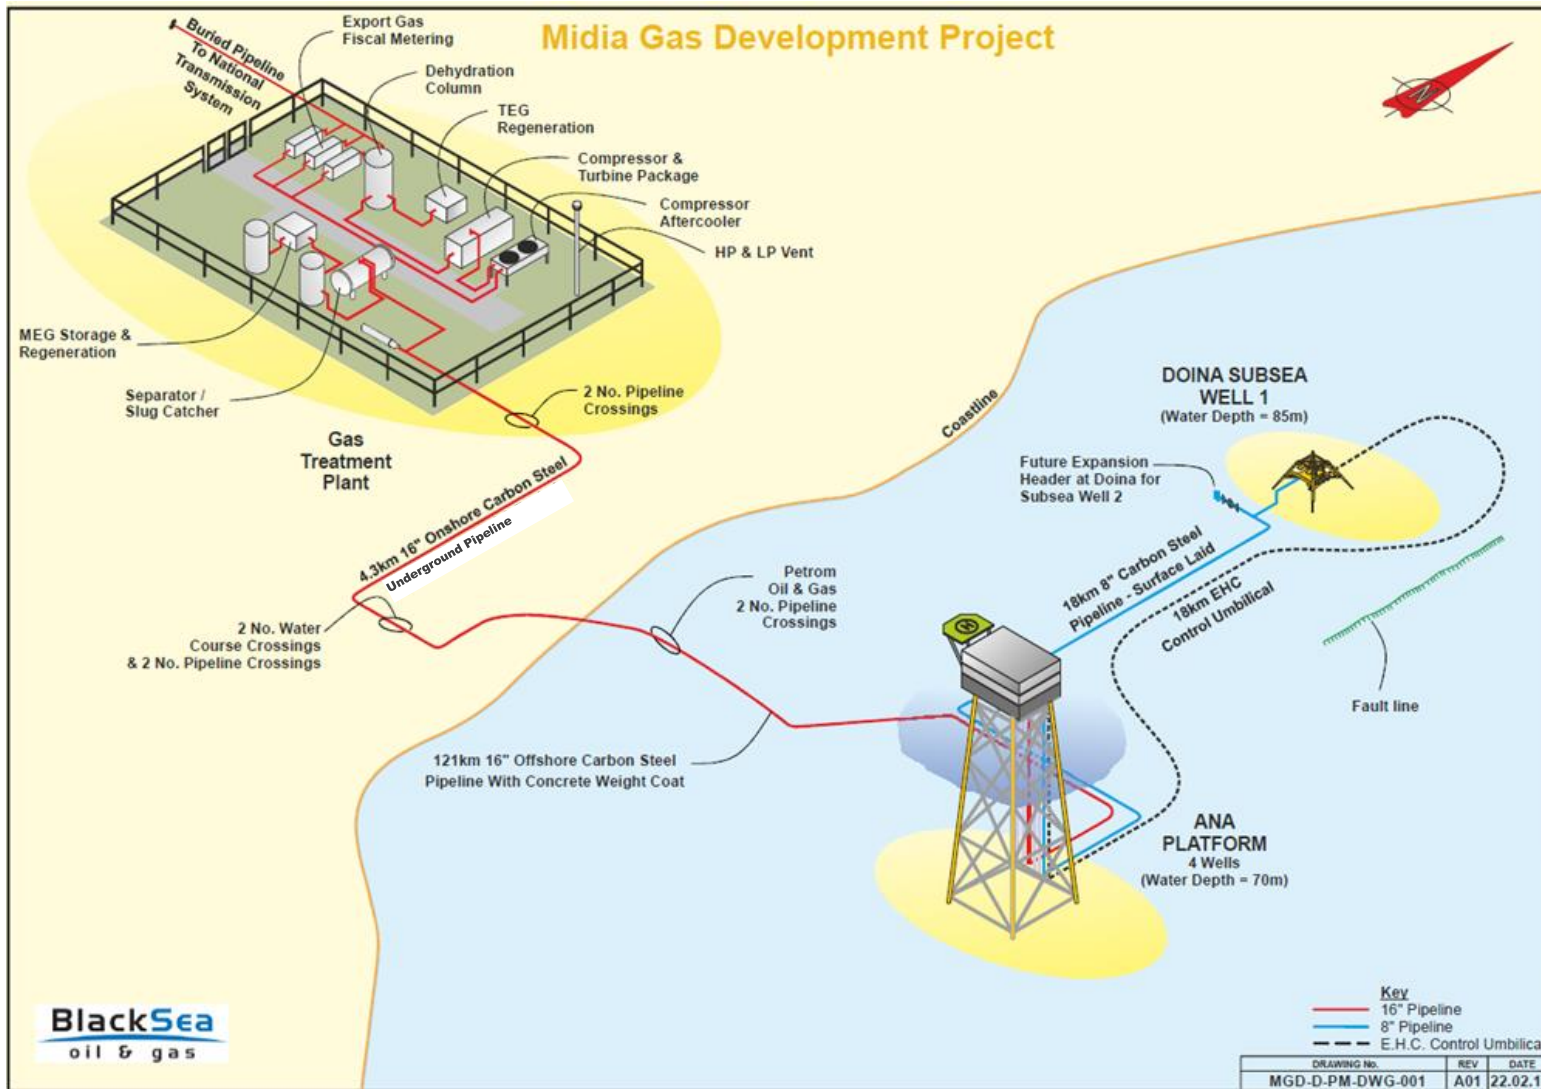 Midia Gas Development Project
Buried Pipeline
To National
Transmission
System
Export Gas
Fiscal Metering
Dehydration
Column
TEG
Regeneration
Compressor &
Turbine Package
Compressor
Aftercooler
HP & LP Vent
N
MEG Storage &
Regeneration
Separator /
Slug Catcher
Gas
Treatment
Plant
2 No. Pipeline
Crossings
4.3km 16" Onshore Carbon Steel
Underground Pipeline
2 No. Water
Course Crossings
& 2 No. Pipeline Crossings
Coastline
Petrom
Oil & Gas
2 No. Pipeline
Crossings
121km 16" Offshore Carbon Steel
Pipeline With Concrete Weight Coat
DOINA SUBSEA
WELL 1
(Water Depth = 85m)
Future Expansion
Header at Doina for
Subsea Well 2
18km 8" Carbon Steel
Pipeline - Surface Laid
18km EHC
Control Umbilical
Fault line
H
ANA
PLATFORM
4 Wells
(Water Depth = 70m)
BlackSea
oil & gas
Key
16" Pipeline
8" Pipeline
E.H.C. Control Umbilica
DRAWING No. REV DATE
MGD-D-PM-DWG-001 A01 22.02.1